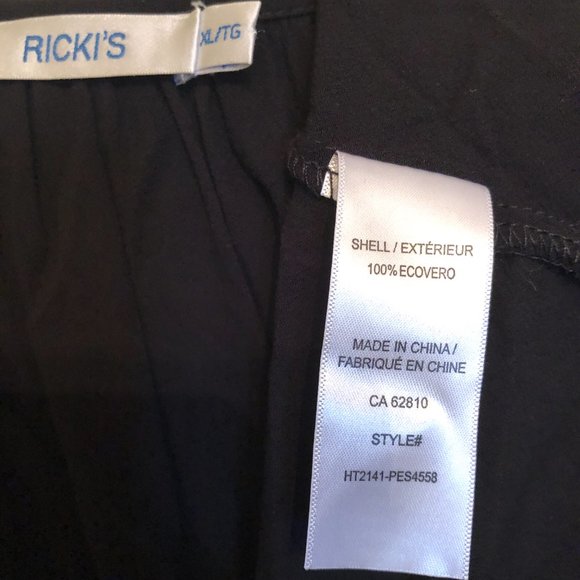 RICKI'S
XL/TG
SHELL / EXTÉRIEUR
100% ECOVERO
MADE IN CHINA /
FABRIQUÉ EN CHINE
CA 62810
STYLE#
HT2141-PES4558